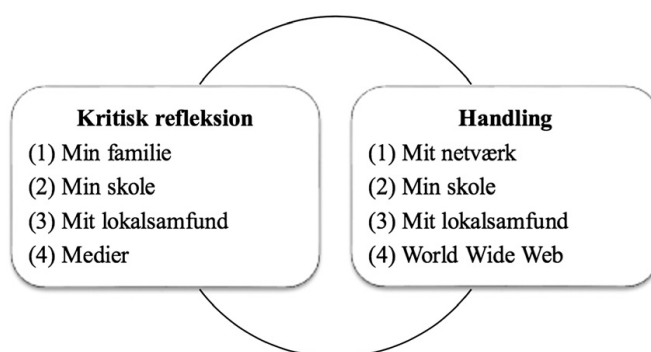 Kritisk refleksion
(1) Min familie
(2) Min skole
(3) Mit lokalsamfund
(4) Medier
Handling
(1) Mit netværk
(2) Min skole
(3) Mit lokalsamfund
(4) World Wide Web